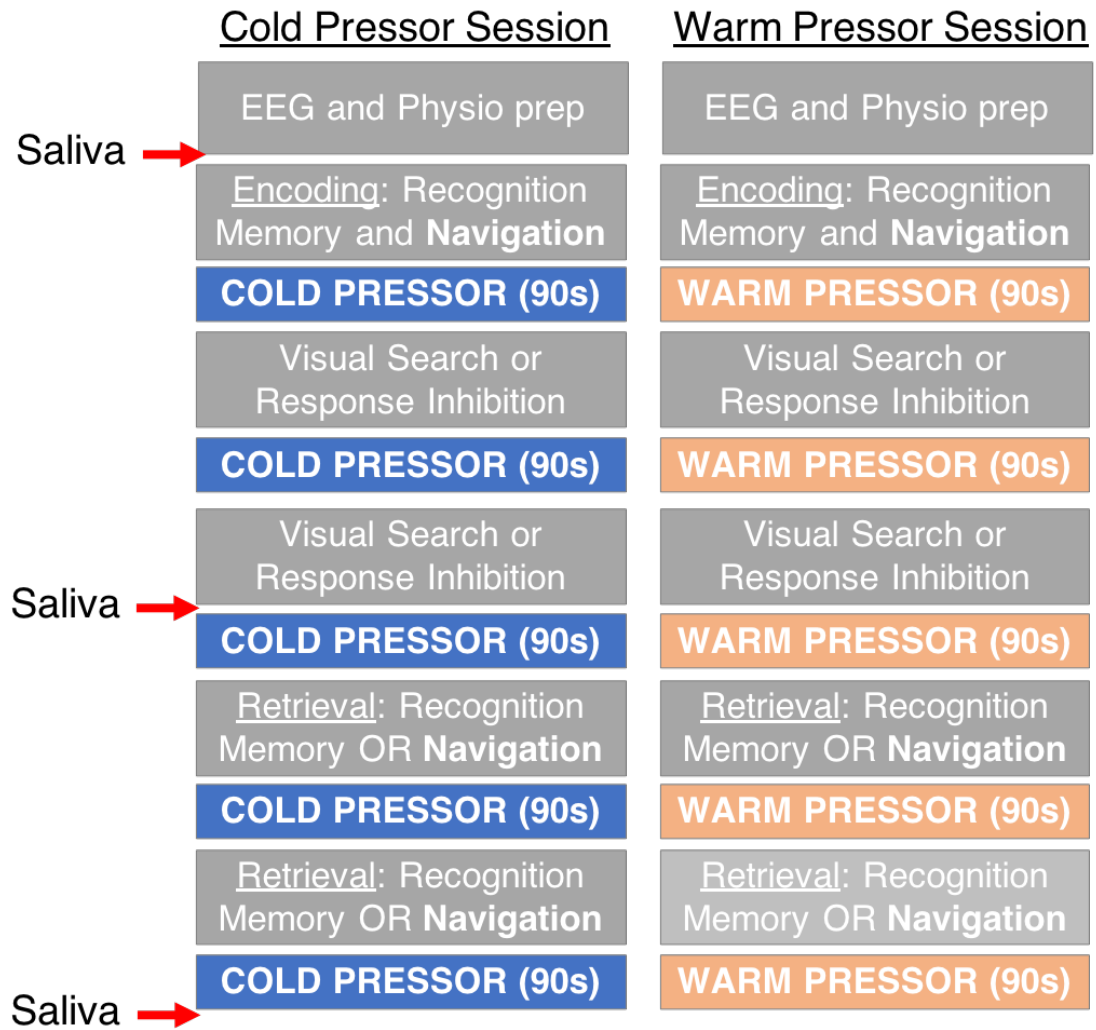 Cold Pressor Session
Warm Pressor Session
EEG and Physio prep
EEG and Physio prep
Saliva
Encoding: Recognition
Memory and Navigation
Encoding: Recognition
Memory and Navigation
COLD PRESSOR (90s)
WARM PRESSOR (90s)
Visual Search or
Response Inhibition
Visual Search or
Response Inhibition
COLD PRESSOR (90s)
WARM PRESSOR (90s)
Visual Search or
Response Inhibition
Visual Search or
Response Inhibition
Saliva
COLD PRESSOR (90s)
WARM PRESSOR (90s)
Retrieval: Recognition
Memory OR Navigation
Retrieval: Recognition
Memory OR Navigation
COLD PRESSOR (90s)
WARM PRESSOR (90s)
Retrieval: Recognition
Memory OR Navigation
Retrieval: Recognition
Memory OR Navigation
COLD PRESSOR (90s)
WARM PRESSOR (90s)
Saliva